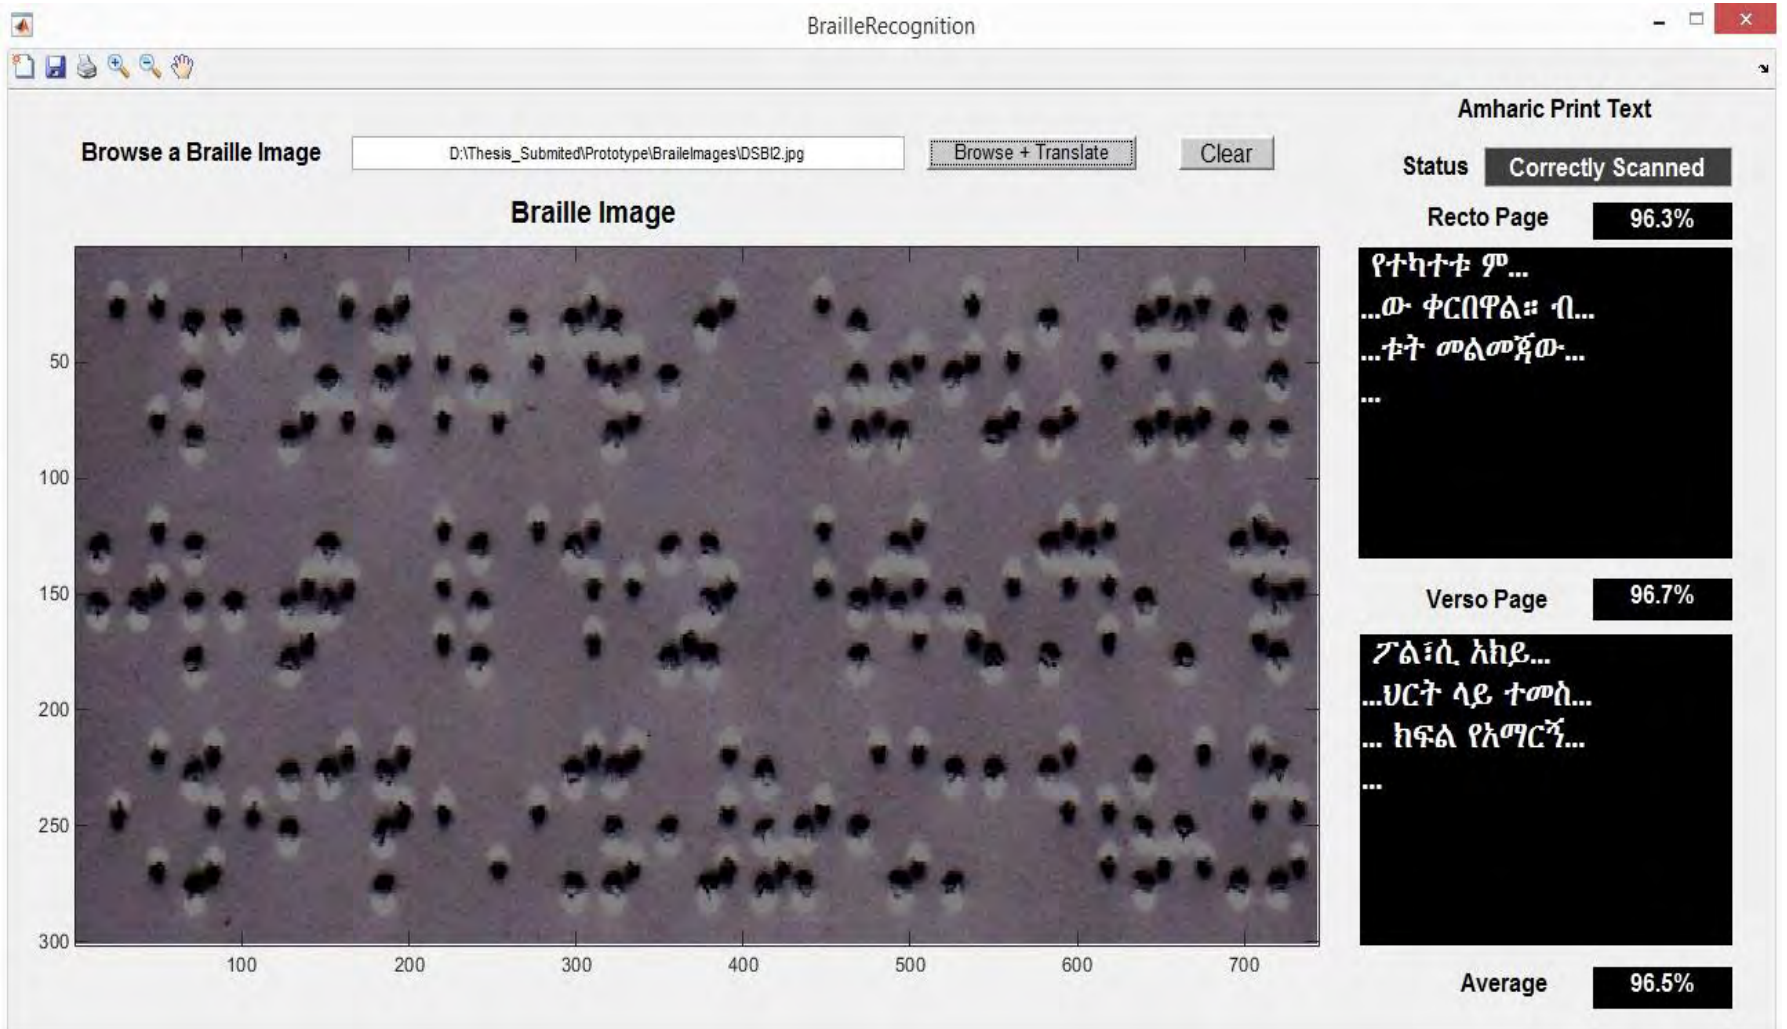 BrailleRecognition
Amharic Print Text
Browse a Braille Image
D:\Thesis_Submited\Prototype\BraileImages\DSBI2.jpg
Browse + Translate
Clear
Status
Correctly Scanned
Braille Image
Recto Page
96.3%
የተካተቱ ም...
...ው ቀርበዋል። ብ...
...ቱት መልመጃው...
...
Verso Page
96.7%
ፖል፣ሲ አክይ...
...ህርት ላይ ተመስ...
... ክፍል የአማርኝ...
...
Average
96.5%
50
100
150
200
250
300
100
200
300
400
500
600
700